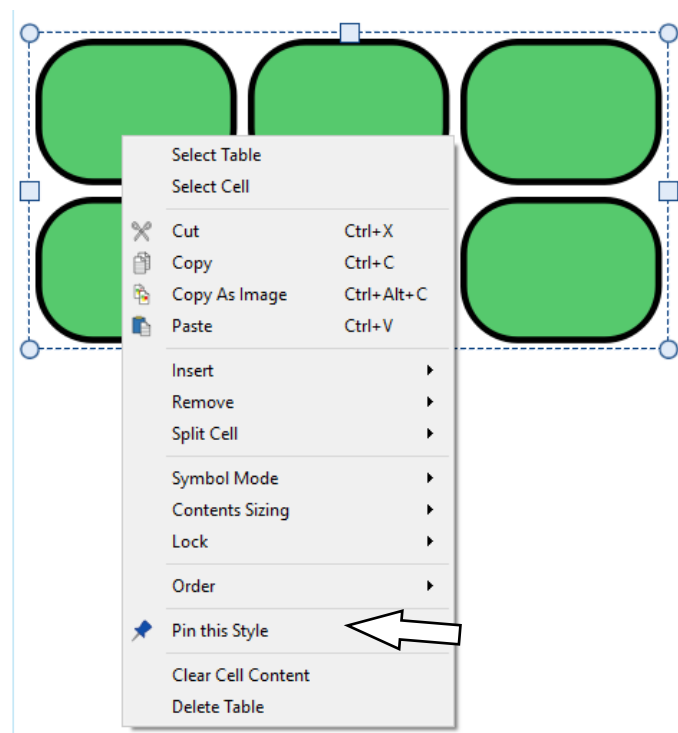 Select Table
Select Cell
Cut Ctrl+X
Copy Ctrl+C
Copy As Image Ctrl+Alt+C
Paste Ctrl+V
Insert
Remove
Split Cell
Symbol Mode
Contents Sizing
Lock
Order
Pin this Style
Clear Cell Content
Delete Table